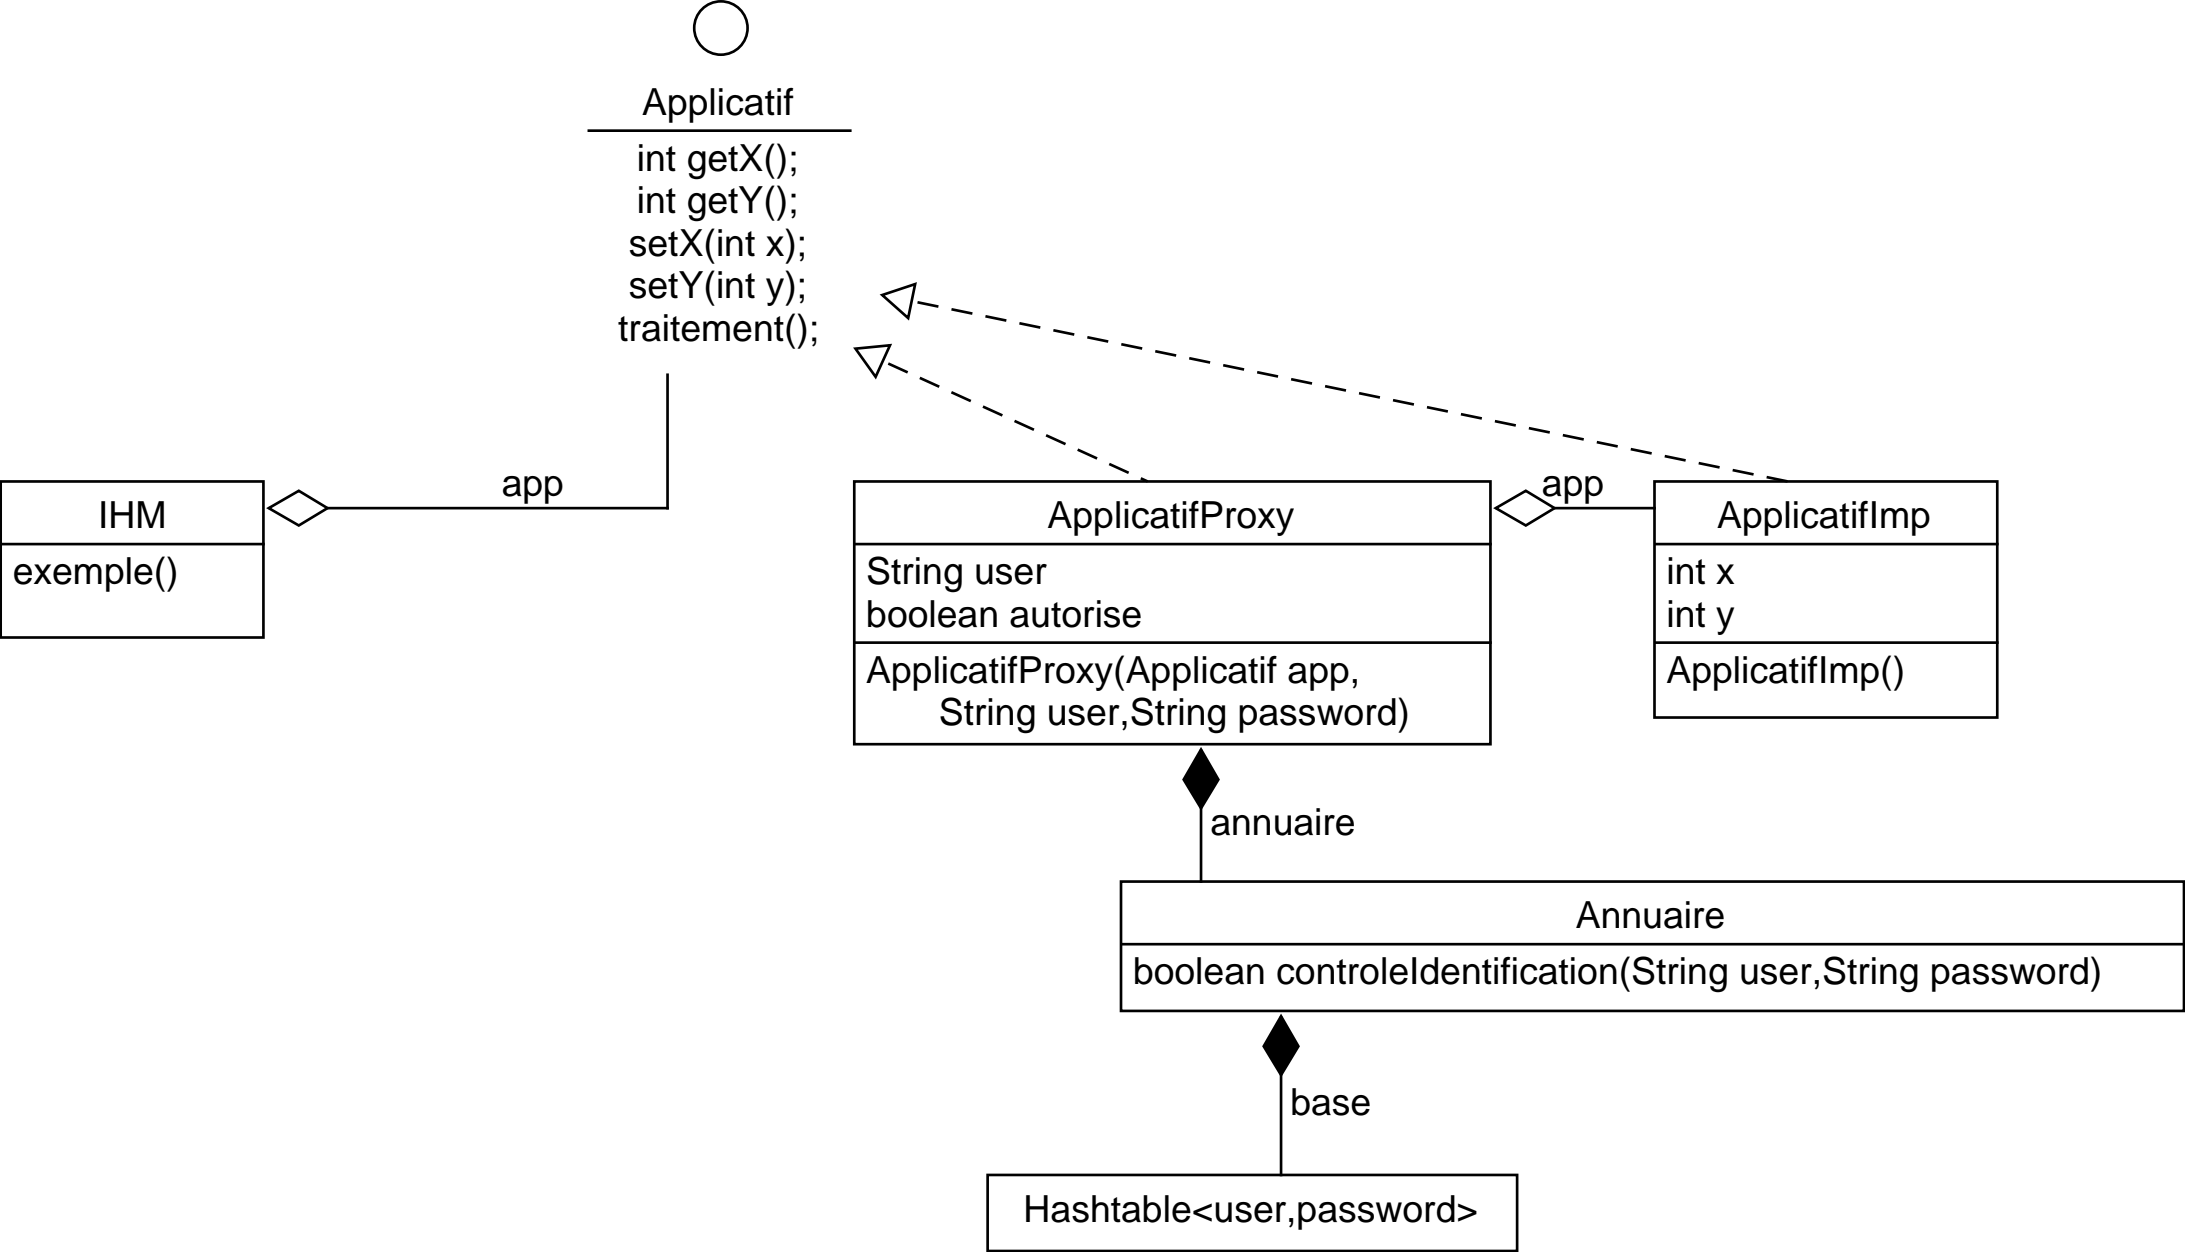 Applicatif
int getX();
int getY();
setX(int x);
setY(int y);
traitement();
IHM
exemple()
app
ApplicatifProxy
String user
boolean autorise
ApplicatifProxy(Applicatif app,
String user,String password)
app
ApplicatifImp
int x
int y
ApplicatifImp()
annuaire
Annuaire
boolean controleIdentification(String user,String password)
base
Hashtable<user,password>